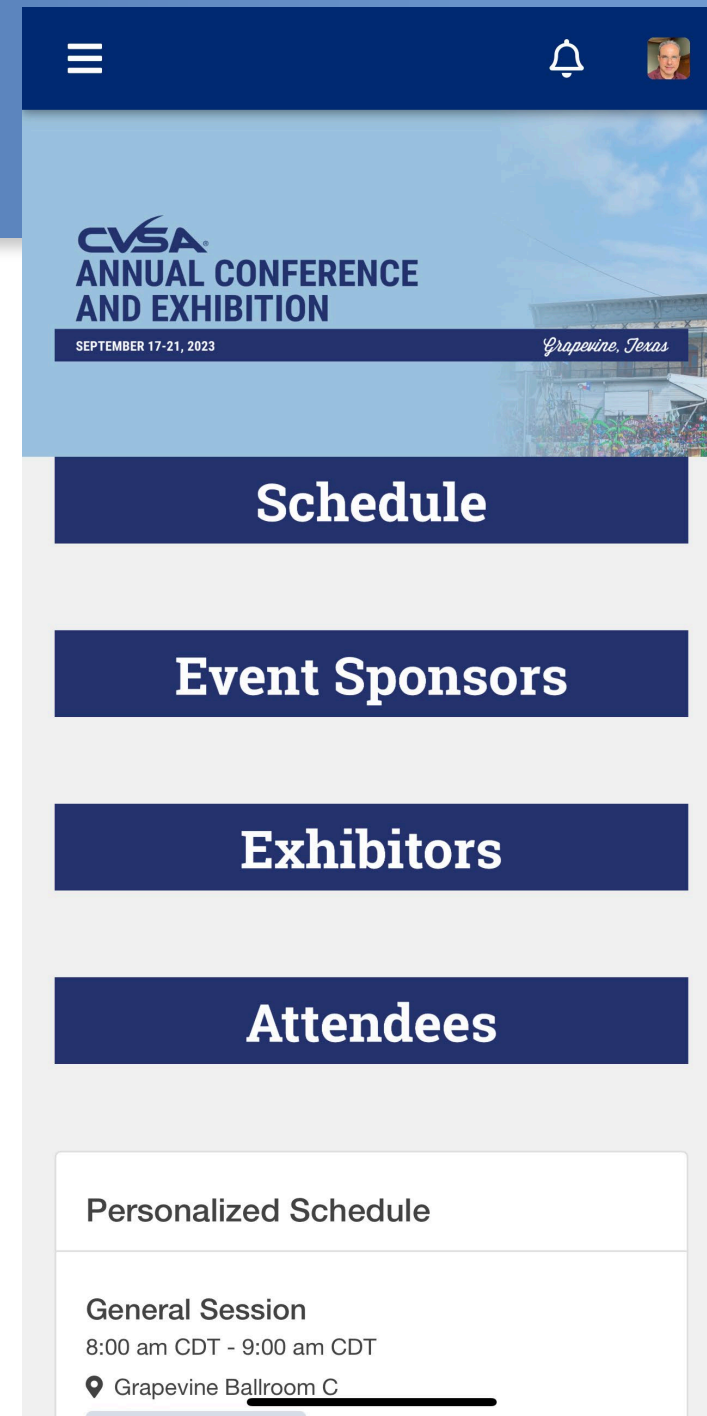 CVSA®
ANNUAL CONFERENCE
AND EXHIBITION
SEPTEMBER 17-21, 2023
Grapevine, Texas
Schedule
Event Sponsors
Exhibitors
Attendees
Personalized Schedule
General Session
8:00 am CDT - 9:00 am CDT
Grapevine Ballroom C